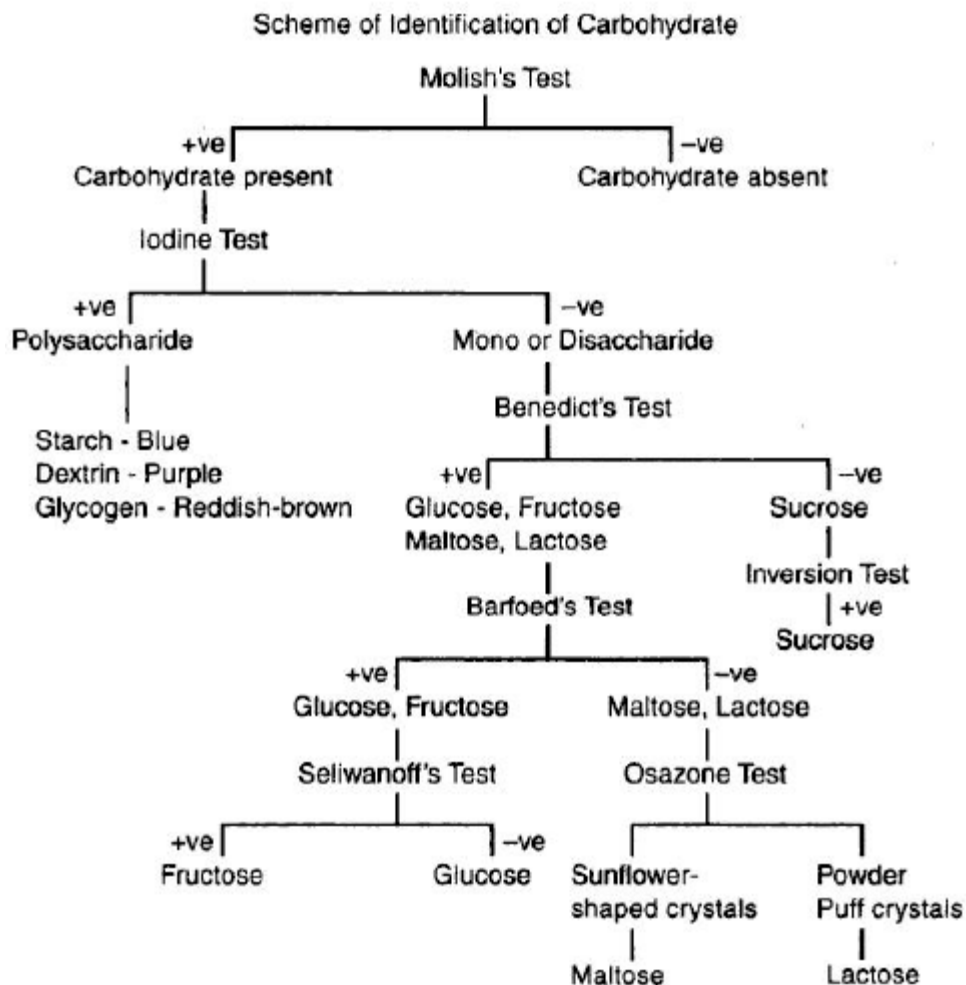 Scheme of Identification of Carbohydrate
Molish's Test
+ve
–ve
Carbohydrate present
Carbohydrate absent
Iodine Test
+ve
–ve
Polysaccharide
Mono or Disaccharide
Benedict's Test
Starch - Blue
Dextrin - Purple
Glycogen - Reddish-brown
+ve
–ve
Glucose, Fructose
Maltose, Lactose
Sucrose
Inversion Test
+ve
Sucrose
Barfoed's Test
+ve
–ve
Glucose, Fructose
Maltose, Lactose
Seliwanoff's Test
Osazone Test
+ve
–ve
Fructose
Glucose
Sunflower-
shaped crystals
Powder
Puff crystals
Maltose
Lactose